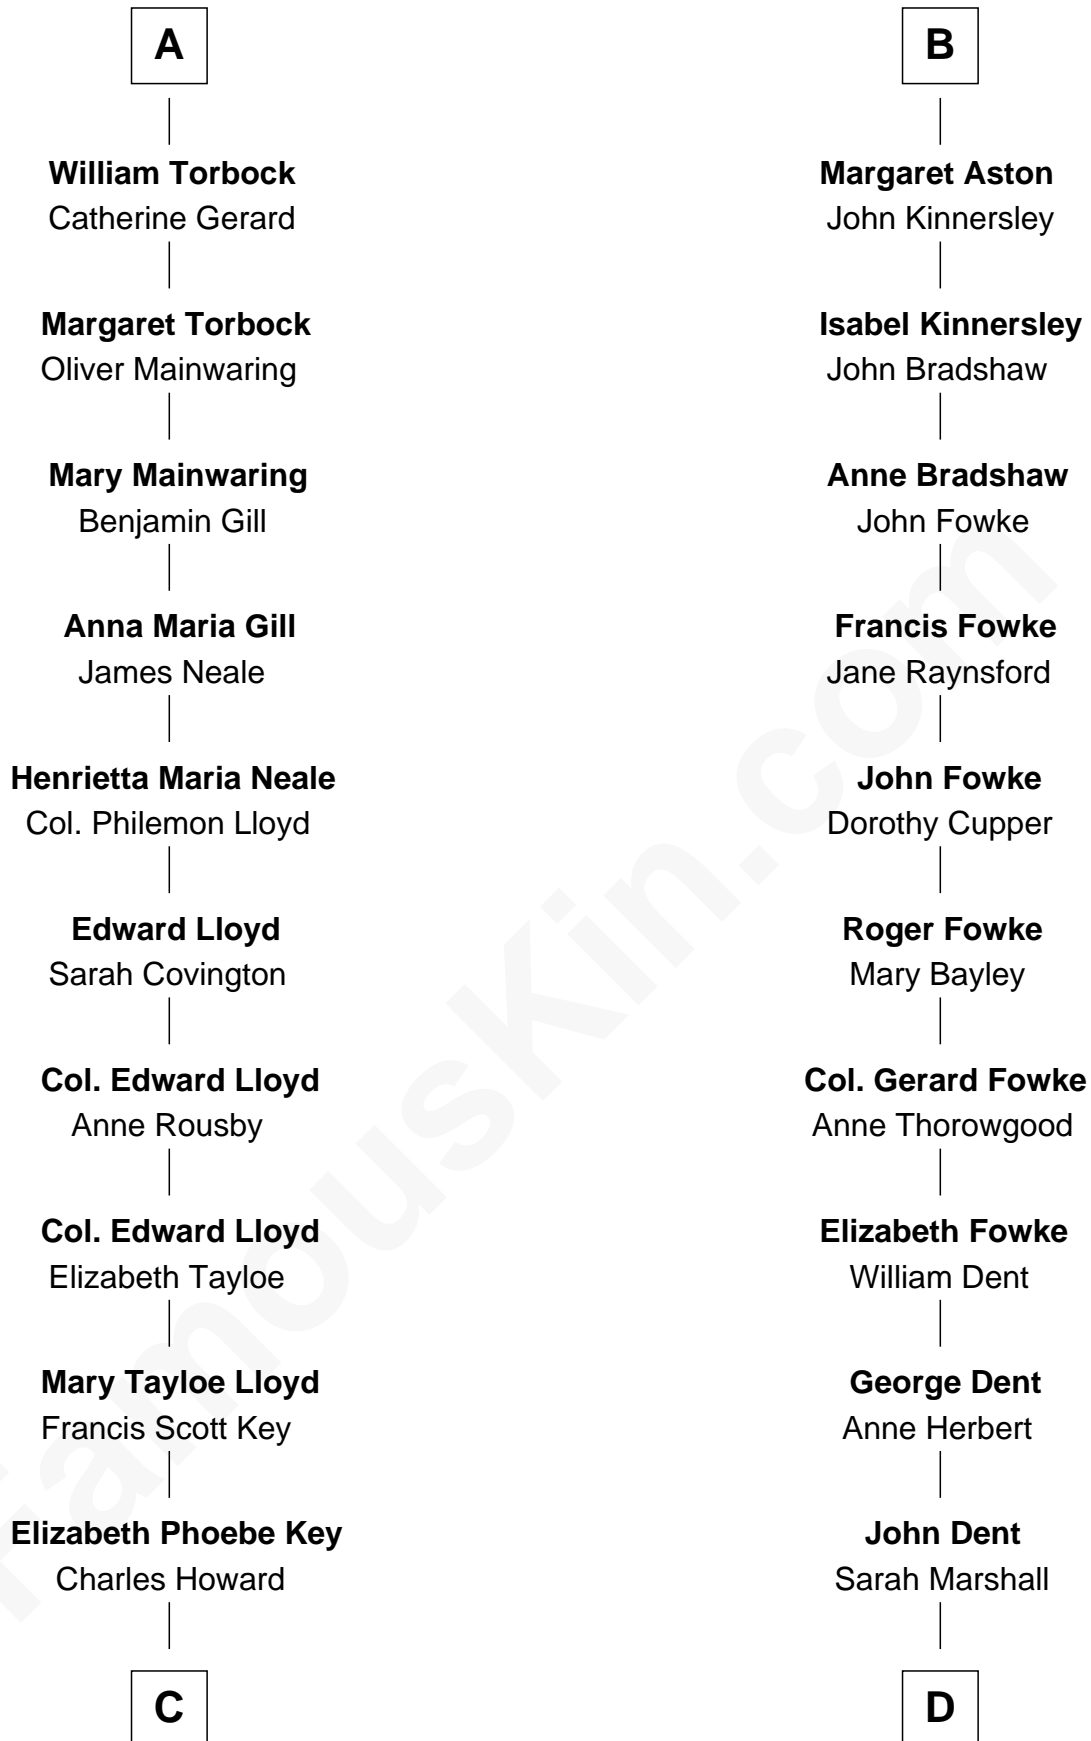 A
William Torbock
Catherine Gerard
Margaret Torbock
Oliver Mainwaring
Mary Mainwaring
Benjamin Gill
Anna Maria Gill
James Neale
Henrietta Maria Neale
Col. Philemon Lloyd
Edward Lloyd
Sarah Covington
Col. Edward Lloyd
Anne Rousby
Col. Edward Lloyd
Elizabeth Tayloe
Mary Tayloe Lloyd
Francis Scott Key
Elizabeth Phoebe Key
Charles Howard
C
B
Margaret Aston
John Kinnersley
Isabel Kinnersley
John Bradshaw
Anne Bradshaw
John Fowke
Francis Fowke
Jane Raynsford
John Fowke
Dorothy Cupper
Roger Fowke
Mary Bayley
Col. Gerard Fowke
Anne Thorowgood
Elizabeth Fowke
William Dent
George Dent
Anne Herbert
John Dent
Sarah Marshall
D
FamousKin.com